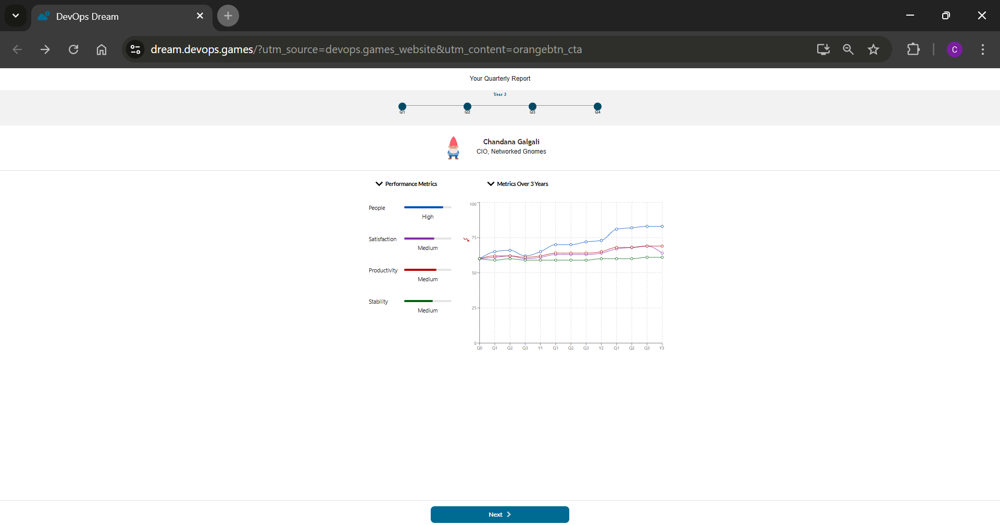 DevOps Dream
dream.devops.games/?utm_source=devops.games_website&utm_content=orangebtn_cta
C
Your Quarterly Report
Year 3
Q1 Q2 Q3 Q4
Chandana Galgali
CIO, Networked Gnomes
Performance Metrics
People
High
Satisfaction
Medium
Productivity
Medium
Stability
Medium
Metrics Over 3 Years
100
75
50
25
0
Q0 Q1 Q2 Q3 Y1 Q1 Q2 Q3 Y2 Q1 Q2 Q3 Y3
Next